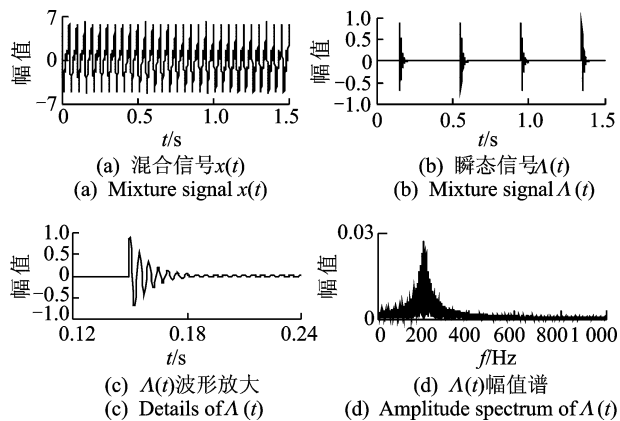 7
0
−7
幅值
0 0.5 1.0 1.5
t/s
(a) 混合信号x(t)
(a) Mixture signal x(t)
1.0
0.5
0
−0.5
−1.0
幅值
0 0.5 1.0 1.5
t/s
(b) 瞬态信号Λ(t)
(b) Mixture signal Λ (t)
1.0
0.5
0
−0.5
−1.0
幅值
0.12 0.18 0.24
t/s
(c) Λ(t)波形放大
(c) Details of Λ (t)
0.03
0
幅值
0 200 400 600 800 1 000
f/Hz
(d) Λ(t)幅值谱
(d) Amplitude spectrum of Λ (t)